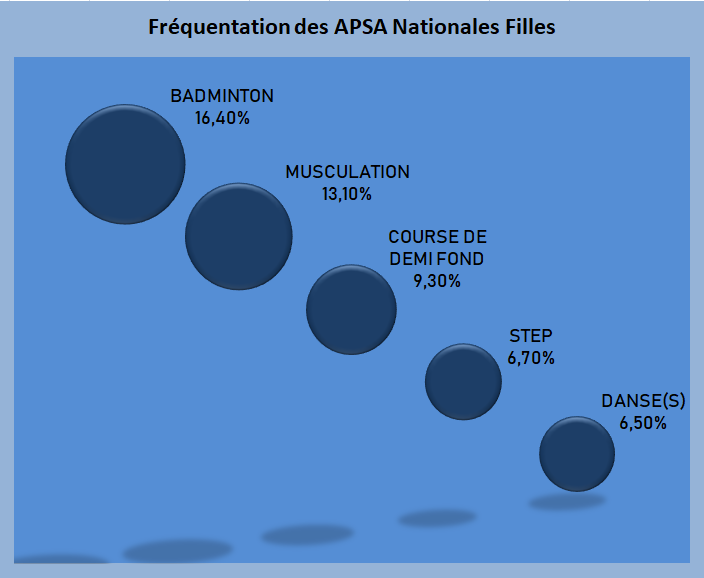 Fréquentation des APSA Nationales Filles
BADMINTON
16,40%
MUSCULATION
13,10%
COURSE DE
DEMI FOND
9,30%
STEP
6,70%
DANSE(S)
6,50%